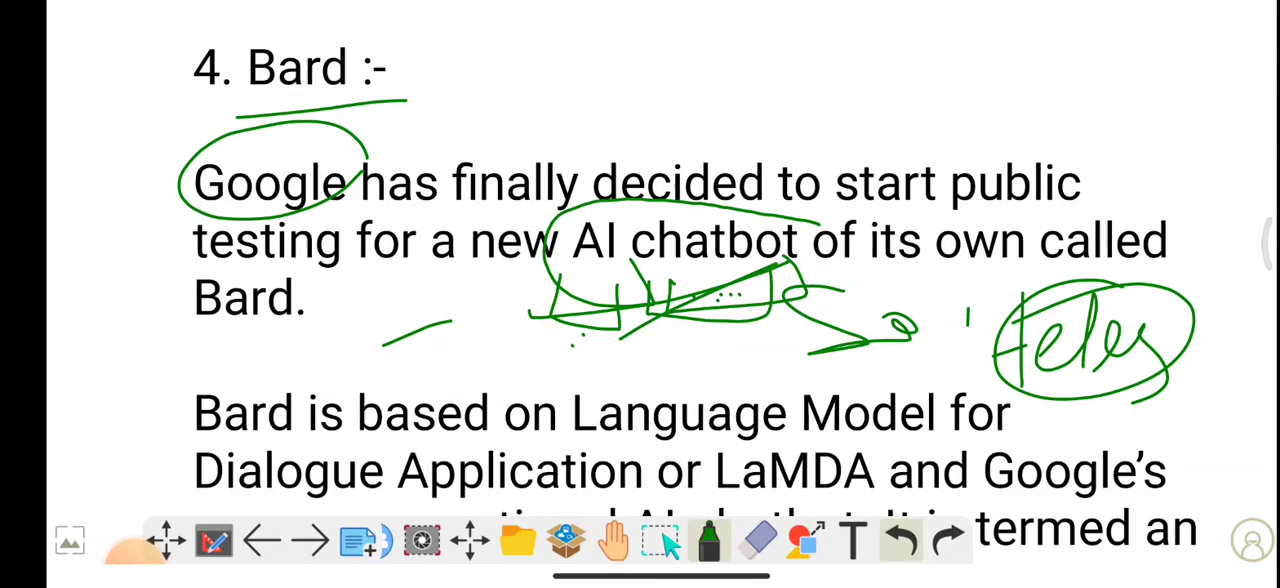 4. Bard :-
Google has finally decided to start public
testing for a new AI chatbot of its own called
Bard.
Bard is based on Language Model for
Dialogue Application or LaMDA and Google's
termed an